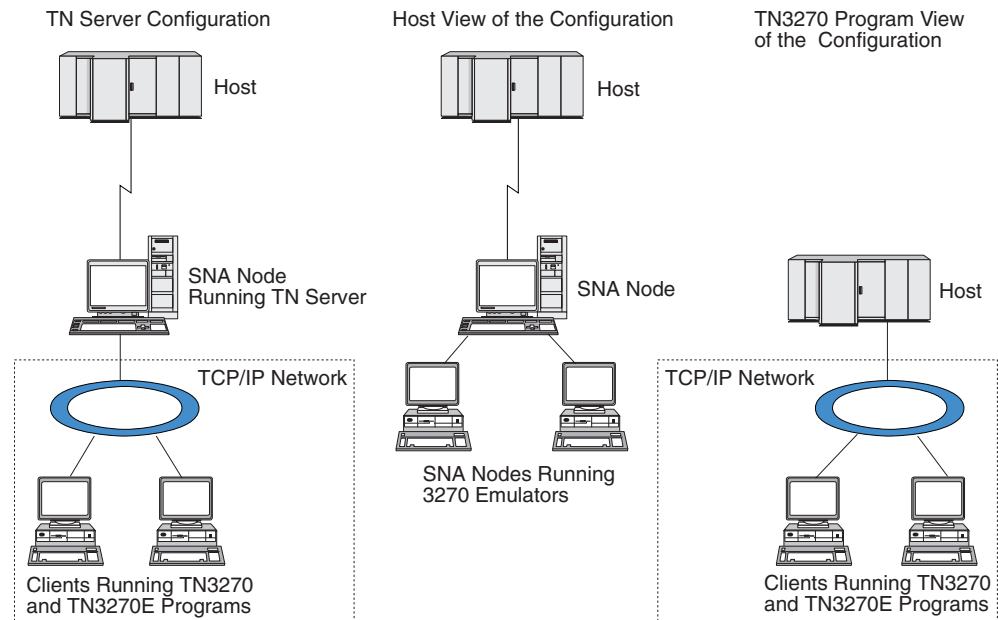 TN Server Configuration
Host
SNA Node
Running TN Server
TCP/IP Network
Clients Running TN3270
and TN3270E Programs
Host View of the Configuration
Host
SNA Node
SNA Nodes Running
3270 Emulators
TN3270 Program View
of the Configuration
Host
TCP/IP Network
Clients Running TN3270
and TN3270E Programs